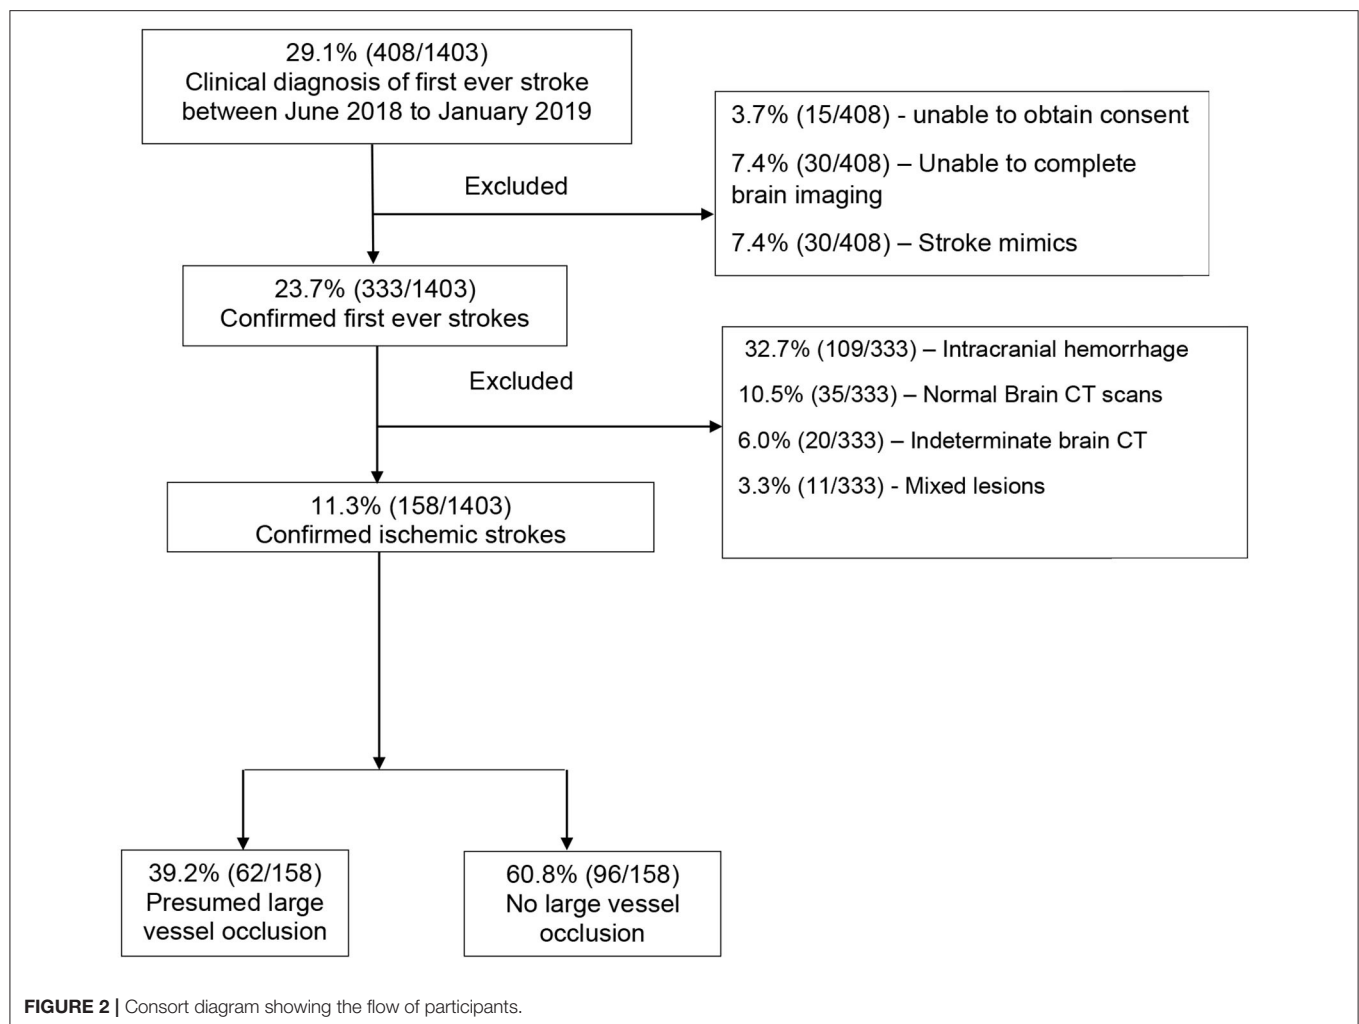 29.1% (408/1403)
Clinical diagnosis of first ever stroke
between June 2018 to January 2019
Excluded
3.7% (15/408) - unable to obtain consent
7.4% (30/408) – Unable to complete
brain imaging
7.4% (30/408) – Stroke mimics
23.7% (333/1403)
Confirmed first ever strokes
Excluded
32.7% (109/333) – Intracranial hemorrhage
10.5% (35/333) – Normal Brain CT scans
6.0% (20/333) – Indeterminate brain CT
3.3% (11/333) - Mixed lesions
11.3% (158/1403)
Confirmed ischemic strokes
39.2% (62/158)
Presumed large
vessel occlusion
60.8% (96/158)
No large vessel
occlusion
FIGURE 2 | Consort diagram showing the flow of participants.